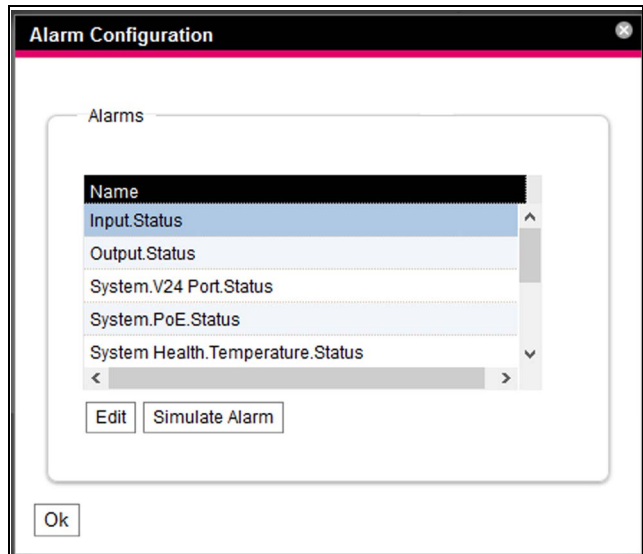 Alarm Configuration
Alarms
Name
Input.Status
Output.Status
System.V24 Port.Status
System.PoE.Status
System Health.Temperature.Status
Edit Simulate Alarm
Ok